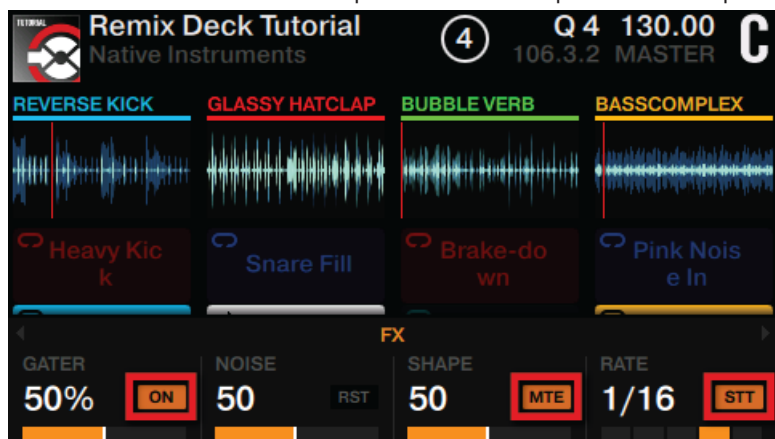 TUTORIAL
Remix Deck Tutorial
Native Instruments
4
Q 4 130.00
106.3.2 MASTER
C
REVERSE KICK GLASSY HATCLAP BUBBLE VERB BASSCOMPLEX
Heavy Kic
k
Snare Fill
Brake-do
wn
Pink Nois
e In
FX
GATER NOISE SHAPE RATE
50% ON 50 RST 50 MTE 1/16 STT